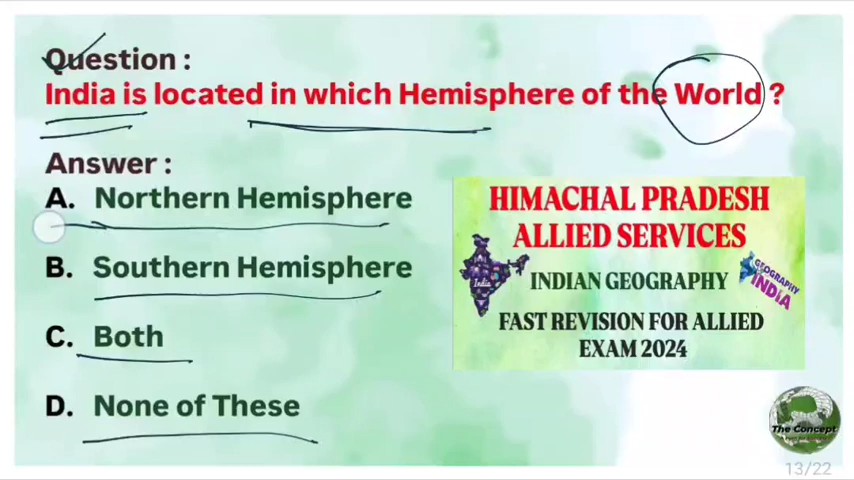 Question :
India is located in which Hemisphere of the World ?
Answer :
A. Northern Hemisphere
B. Southern Hemisphere
C. Both
D. None of These
HIMACHAL PRADESH
ALLIED SERVICES
INDIAN GEOGRAPHY
FAST REVISION FOR ALLIED
EXAM 2024
India
GEOGRAPHY
INDIA
The Concept
13/22